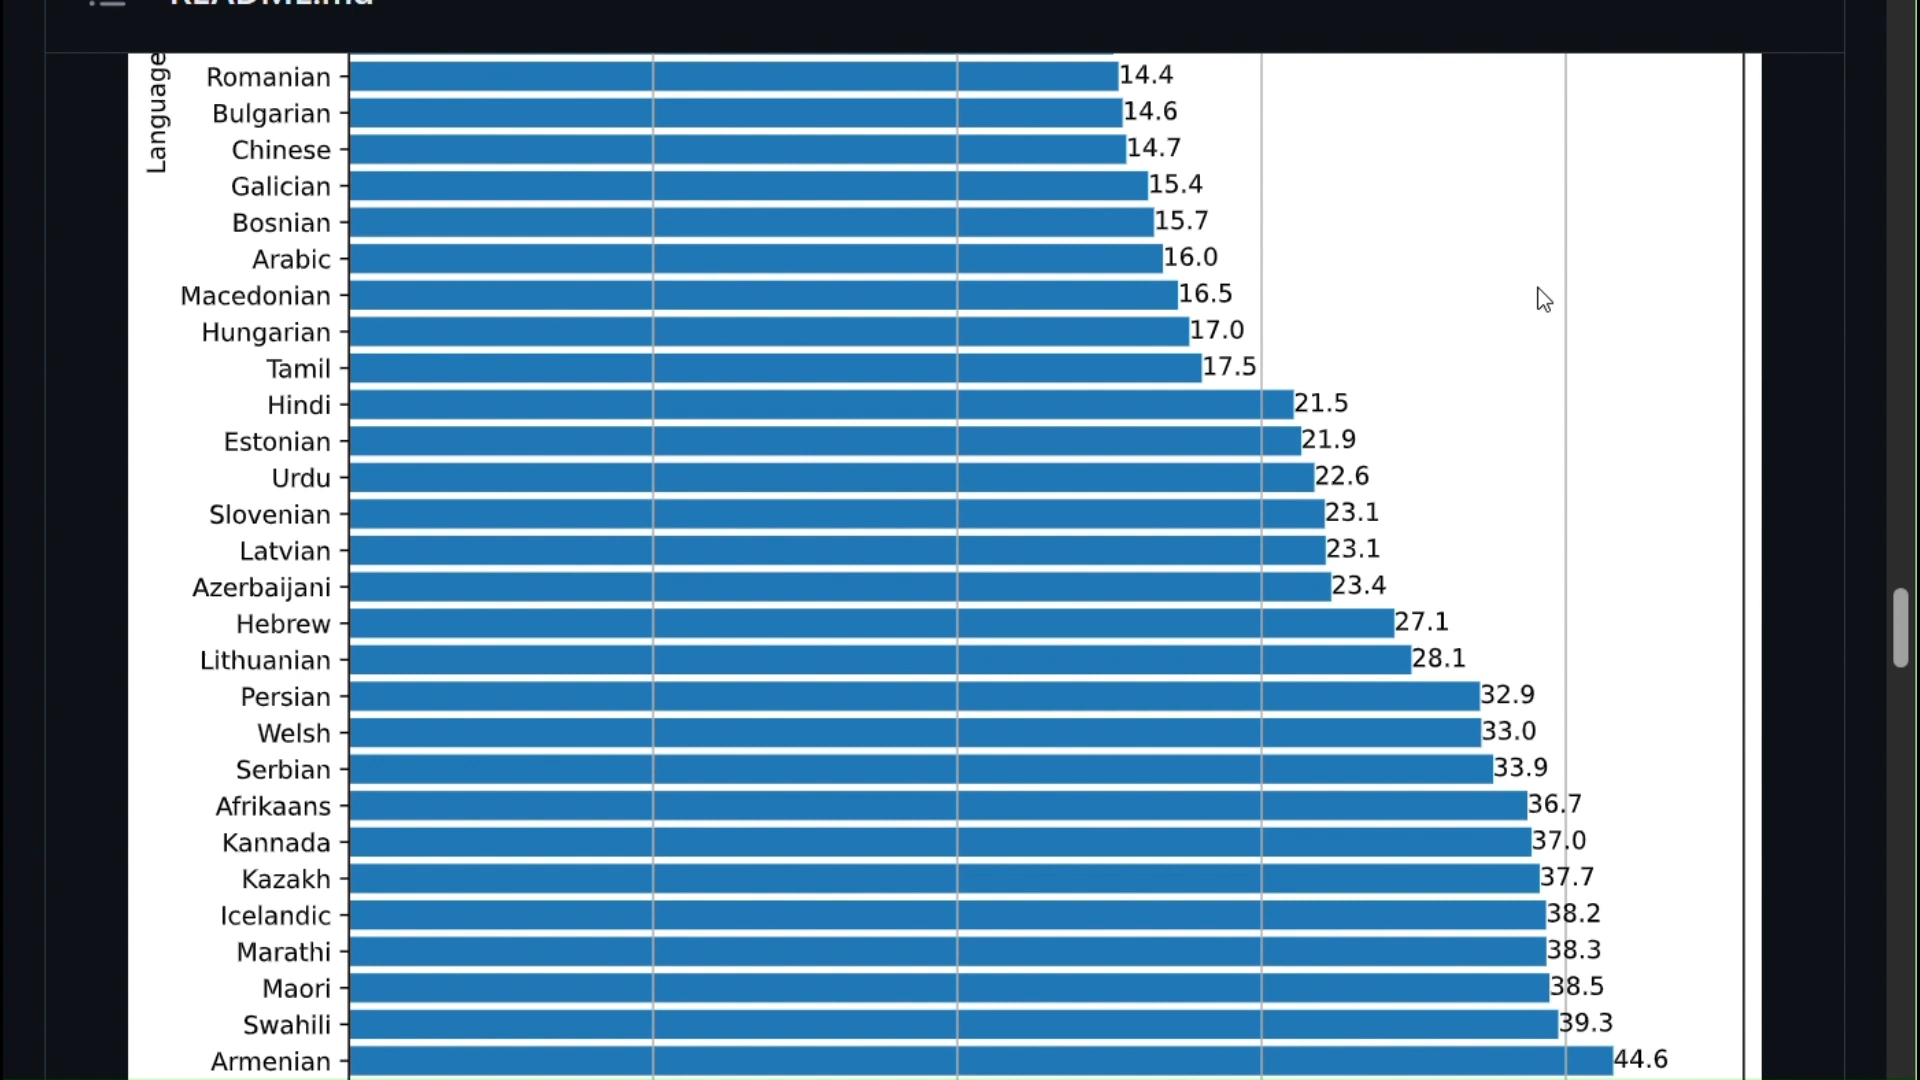 README.md
Language
Romanian 14.4
Bulgarian 14.6
Chinese 14.7
Galician 15.4
Bosnian 15.7
Arabic 16.0
Macedonian 16.5
Hungarian 17.0
Tamil 17.5
Hindi 21.5
Estonian 21.9
Urdu 22.6
Slovenian 23.1
Latvian 23.1
Azerbaijani 23.4
Hebrew 27.1
Lithuanian 28.1
Persian 32.9
Welsh 33.0
Serbian 33.9
Afrikaans 36.7
Kannada 37.0
Kazakh 37.7
Icelandic 38.2
Marathi 38.3
Maori 38.5
Swahili 39.3
Armenian 44.6